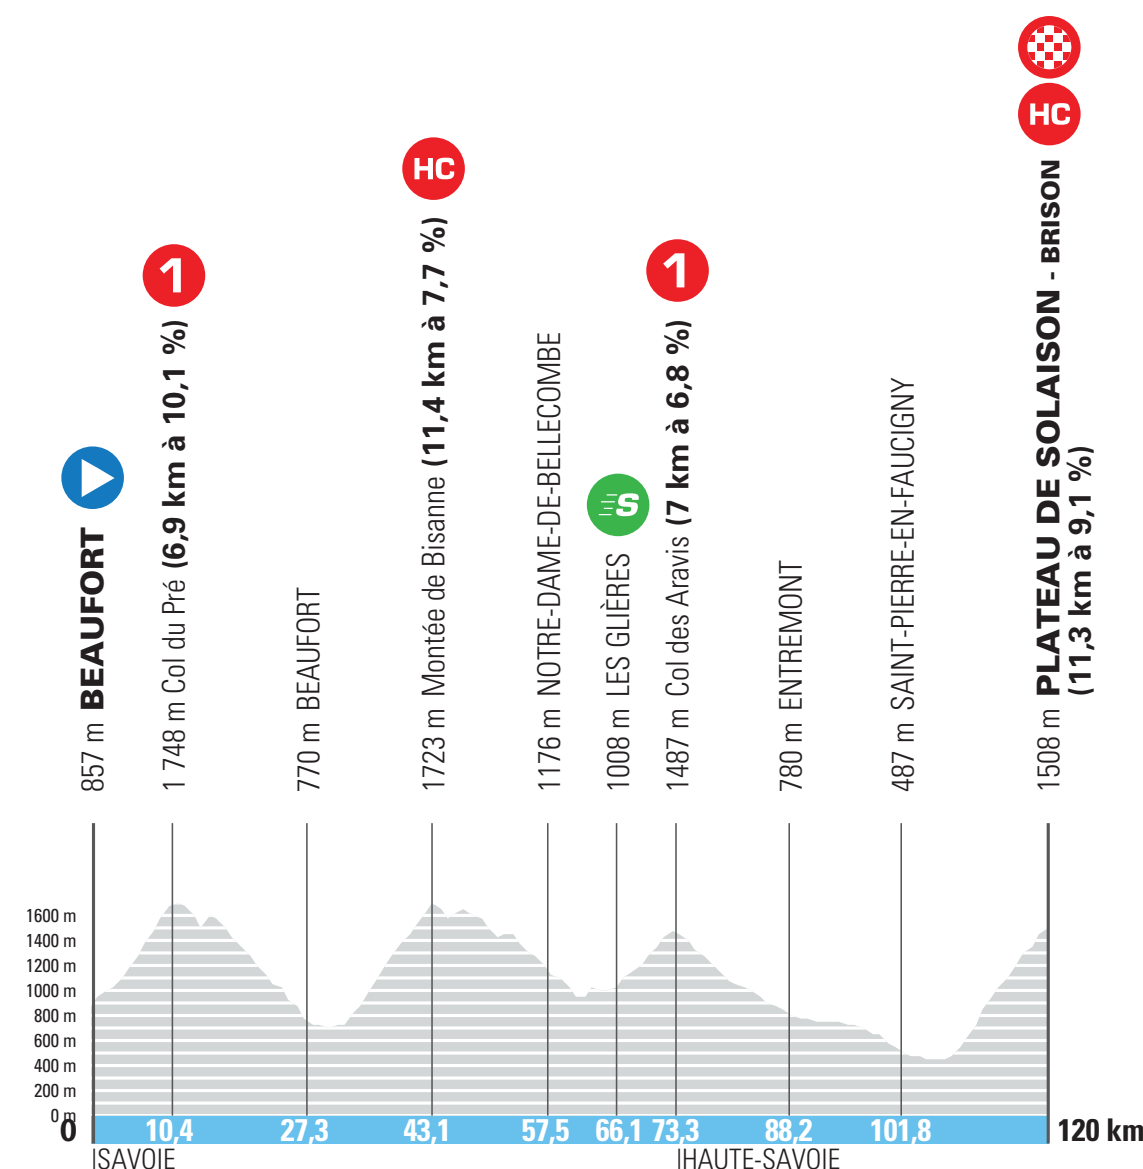 HC
HC
1
1
S
857 m BEAUFORT
1 748 m Col du Pré (6,9 km à 10,1 %)
770 m BEAUFORT
1723 m Montée de Bisanne (11,4 km à 7,7 %)
1176 m NOTRE-DAME-DE-BELLECOMBE
1008 m LES GLIÈRES
1487 m Col des Aravis (7 km à 6,8 %)
780 m ENTREMONT
487 m SAINT-PIERRE-EN-FAUCIGNY
1508 m PLATEAU DE SOLAISON - BRISON
(11,3 km à 9,1 %)
1600 m
1400 m
1200 m
1000 m
800 m
600 m
400 m
200 m
0 m
0 10,4 27,3 43,1 57,5 66,1 73,3 88,2 101,8 120 km
SAVOIE HAUTE-SAVOIE